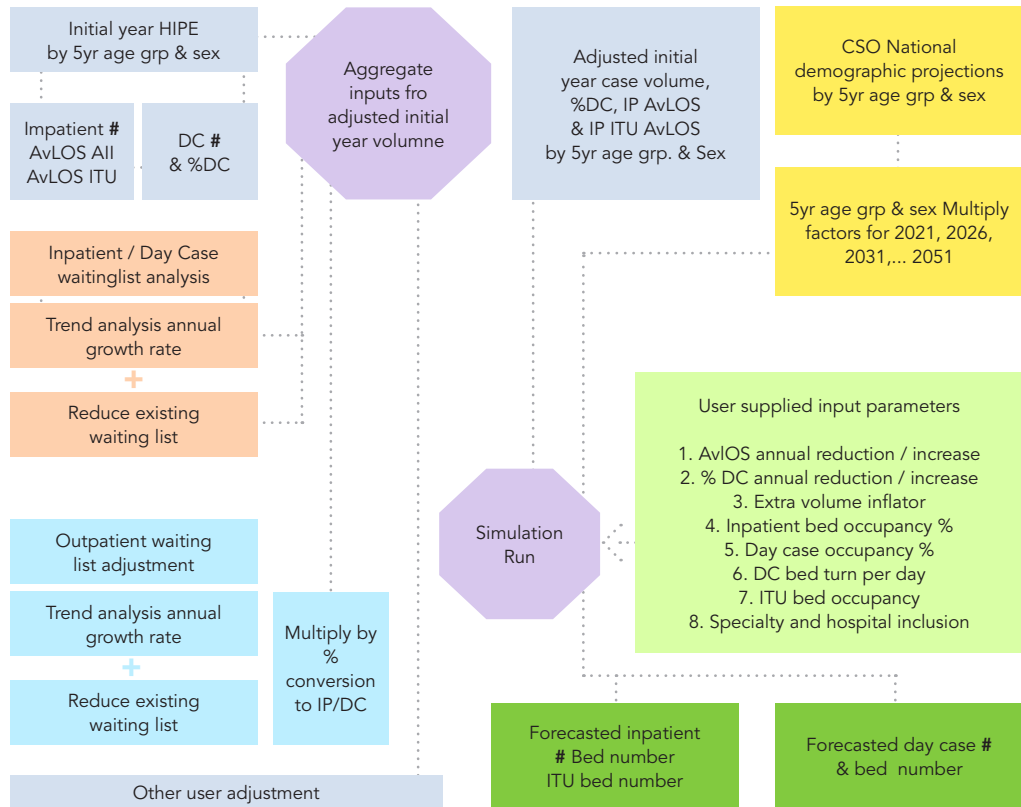 Initial year HIPE
by 5yr age grp & sex
Impatient #
AvLOS All
AvLOS ITU
DC #
& %DC
Aggregate
inputs fro
adjusted initial
year volumne
Adjusted initial
year case volume,
%DC, IP AvLOS
& IP ITU AvLOS
by 5yr age grp. & Sex
CSO National
demographic projections
by 5yr age grp & sex
5yr age grp & sex Multiply
factors for 2021, 2026,
2031,... 2051
Inpatient / Day Case
waitinglist analysis
Trend analysis annual
growth rate
+
Reduce existing
waiting list
User supplied input parameters
1. AvlOS annual reduction / increase
2. % DC annual reduction / increase
3. Extra volume inflator
4. Inpatient bed occupancy %
5. Day case occupancy %
6. DC bed turn per day
7. ITU bed occupancy
8. Specialty and hospital inclusion
Simulation
Run
Outpatient waiting
list adjustment
Trend analysis annual
growth rate
+
Reduce existing
waiting list
Multiply by
%
conversion
to IP/DC
Forecasted inpatient
# Bed number
ITU bed number
Forecasted day case #
& bed number
Other user adjustment